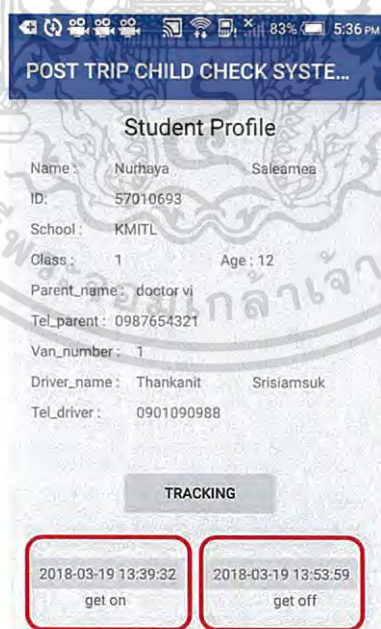 83% 5:36 PM
POST TRIP CHILD CHECK SYSTE...
Student Profile
Name : Nurhaya Saleamea
ID: 57010693
School : KMITL
Class : 1 Age : 12
Parent_name : doctor vi
Tel_parent : 0987654321
Van_number : 1
Driver_name : Thankanit Srisiamsuk
Tel_driver : 0901090988
TRACKING
2018-03-19 13:39:32 2018-03-19 13:53:59
get on get off